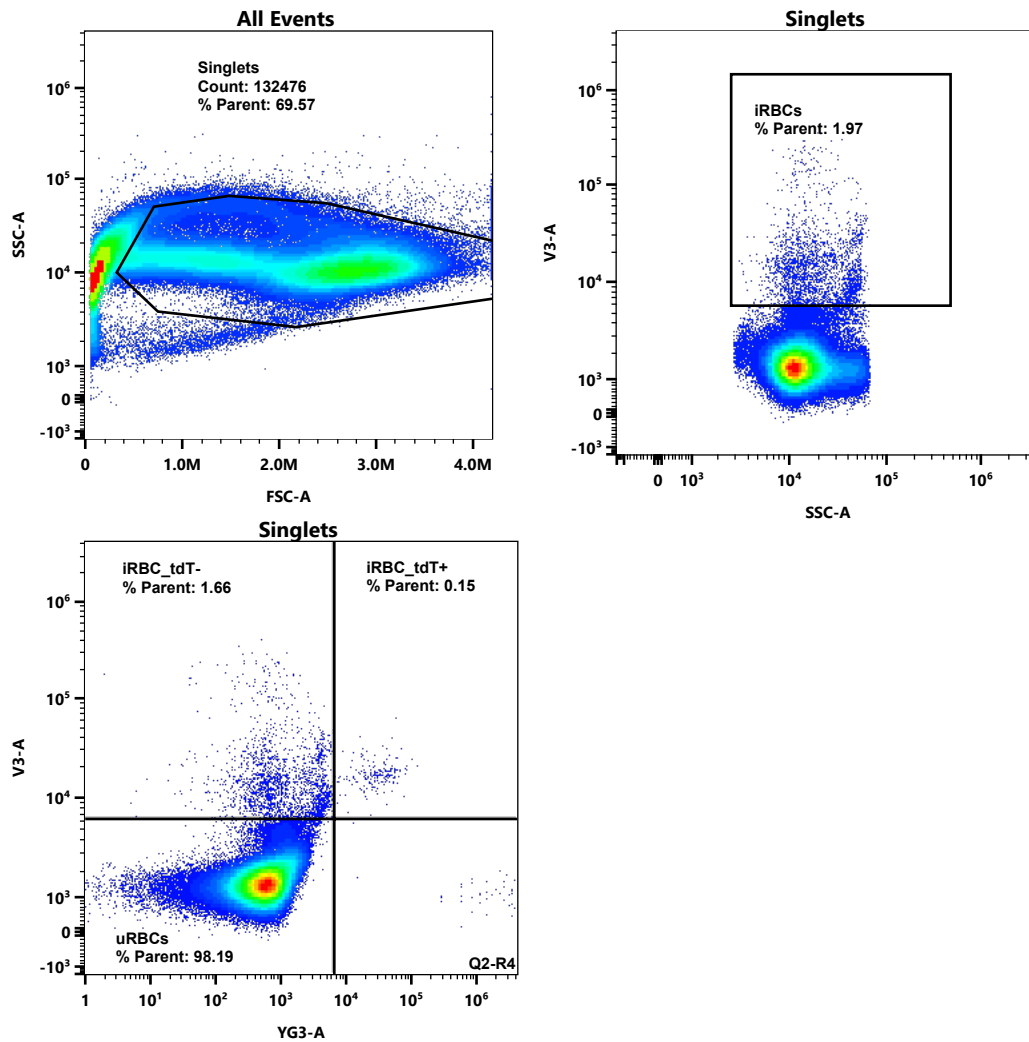 All Events
Singlets
Count: 132476
% Parent: 69.57
10⁶
10⁵
10⁴
10³
0
-10³
SSC-A
0
1.0M
2.0M
3.0M
4.0M
FSC-A
Singlets
iRBCs
% Parent: 1.97
10⁶
10⁵
10⁴
10³
0
-10³
V3-A
0
10³
10⁴
10⁵
10⁶
SSC-A
Singlets
iRBC_tdT-
% Parent: 1.66
iRBC_tdT+
% Parent: 0.15
10⁶
10⁵
10⁴
10³
0
-10³
V3-A
uRBCs
% Parent: 98.19
Q2-R4
1
10¹
10²
10³
10⁴
10⁵
10⁶
YG3-A